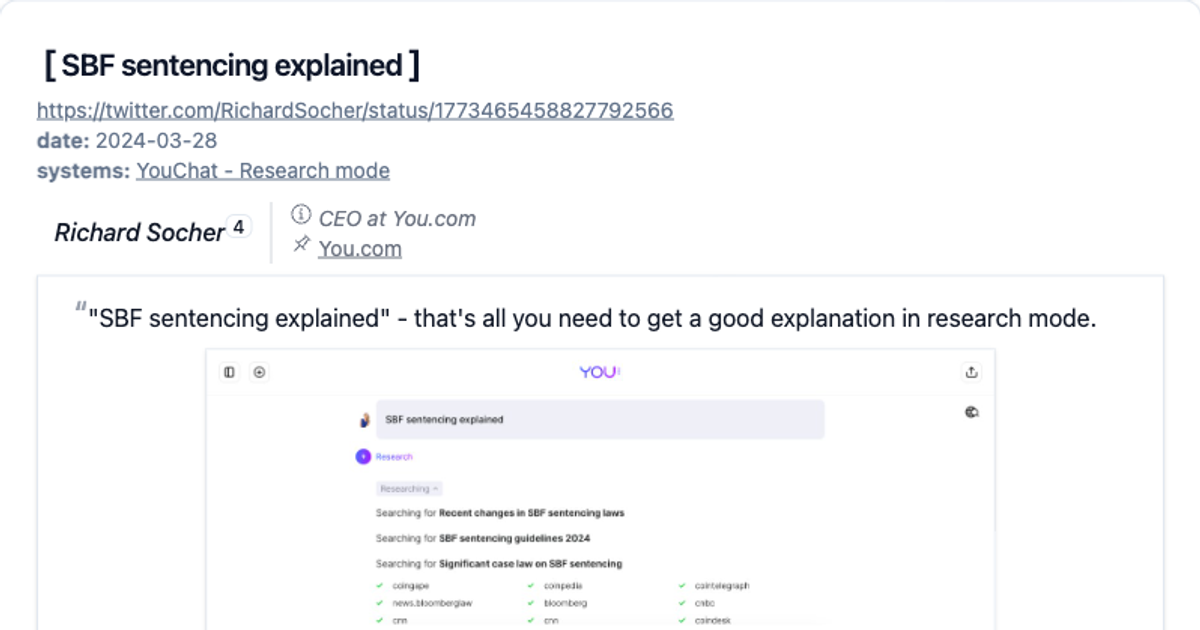 [ SBF sentencing explained ]
https://twitter.com/RichardSocher/status/1773465458827792566
date: 2024-03-28
systems: YouChat - Research mode
Richard Socher 4
CEO at You.com
You.com
“"SBF sentencing explained" - that's all you need to get a good explanation in research mode.
YOU
SBF sentencing explained
Research
Researching
Searching for Recent changes in SBF sentencing laws
Searching for SBF sentencing guidelines 2024
Searching for Significant case law on SBF sentencing
coingape coinpedia cointelegraph
news.bloomberglaw bloomberg cnbc
cnn cnn coindesk